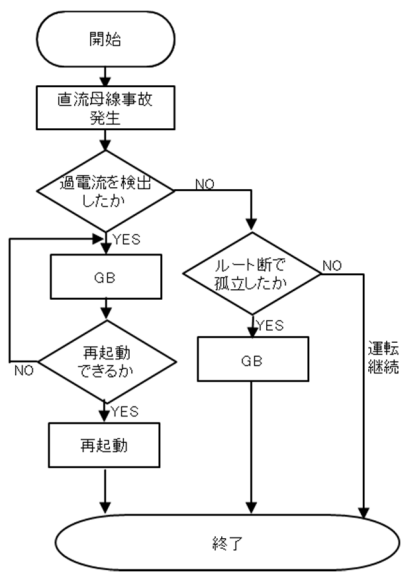 開始
直流母線事故
発生
過電流を検出
したか
NO
YES
GB
ルート断で
孤立したか
NO
YES
GB
運転
継続
再起動
できるか
NO
YES
再起動
終了